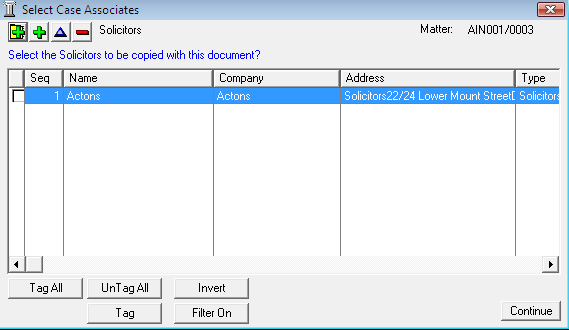 Select Case Associates
Solicitors Matter: AIN001/0003
Select the Solicitors to be copied with this document?
Seq Name Company Address Type
1 Actons Actons Solicitors22/24 Lower Mount Street Solicitors
Tag All UnTag All Invert
Tag Filter On Continue